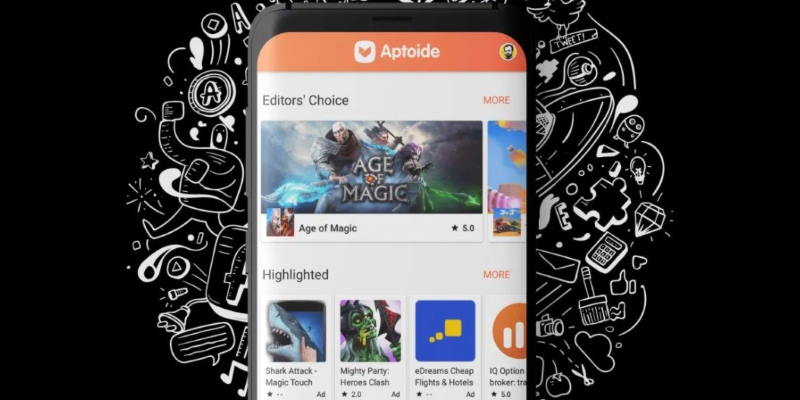 TWEET!
Aptoide
Editors' Choice
MORE
AGE
OF
MAGIC
Age of Magic
★ 5.0
Highlighted
MORE
Shark Attack -
Magic Touch
★ --
Ad
Mighty Party:
Heroes Clash
★ 2.0
Ad
eDreams Cheap
Flights & Hotels
★ --
Ad
IQ Option
broker: tra
★ 5.0